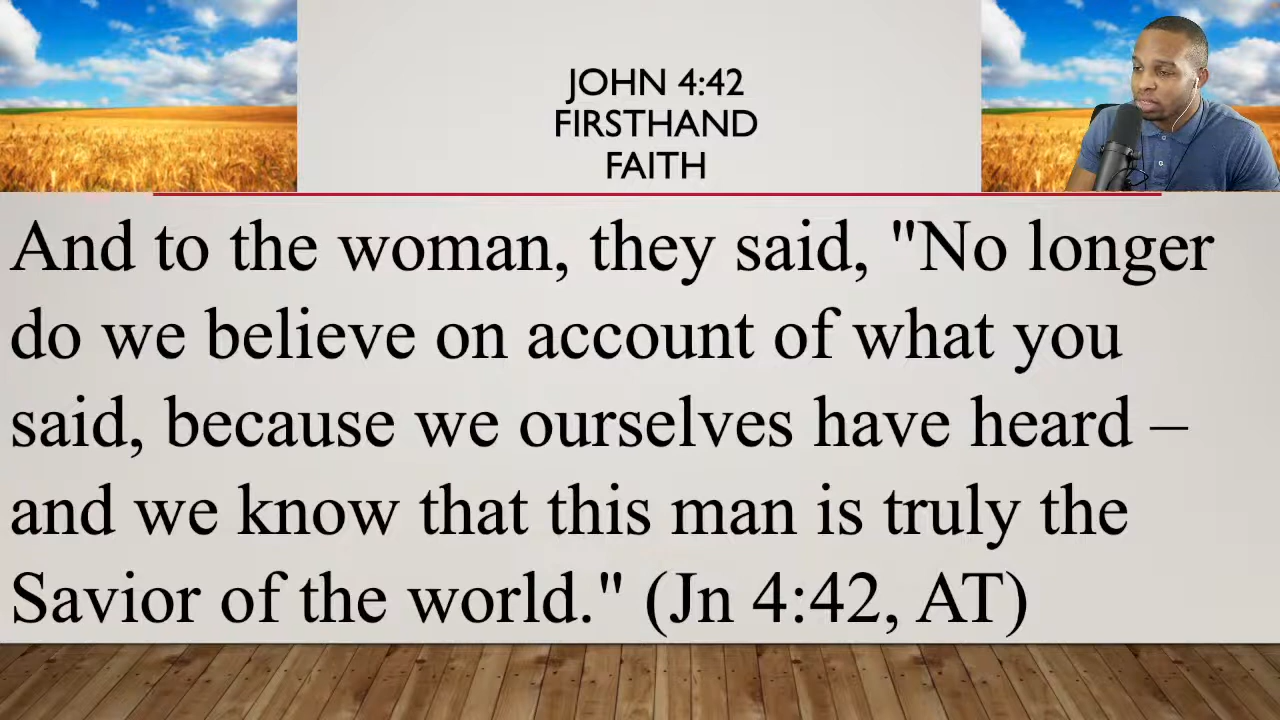 JOHN 4:42
FIRSTHAND
FAITH
And to the woman, they said, "No longer
do we believe on account of what you
said, because we ourselves have heard –
and we know that this man is truly the
Savior of the world." (Jn 4:42, AT)